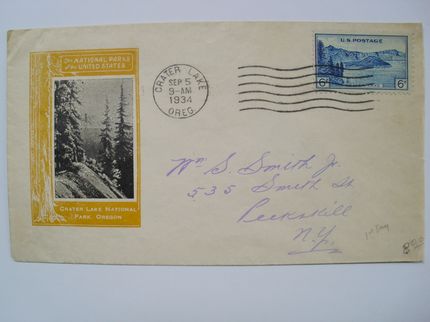 The NATIONAL PARKS
of the UNITED STATES
CRATER LAKE NATIONAL
PARK, OREGON
CRATER LAKE
SEP 5
9-AM
1934
OREG.
U.S. POSTAGE
6¢ 6¢
Wm S. Smith Jr.
535 Smith St.
Peekskill
N.Y.
1st Day